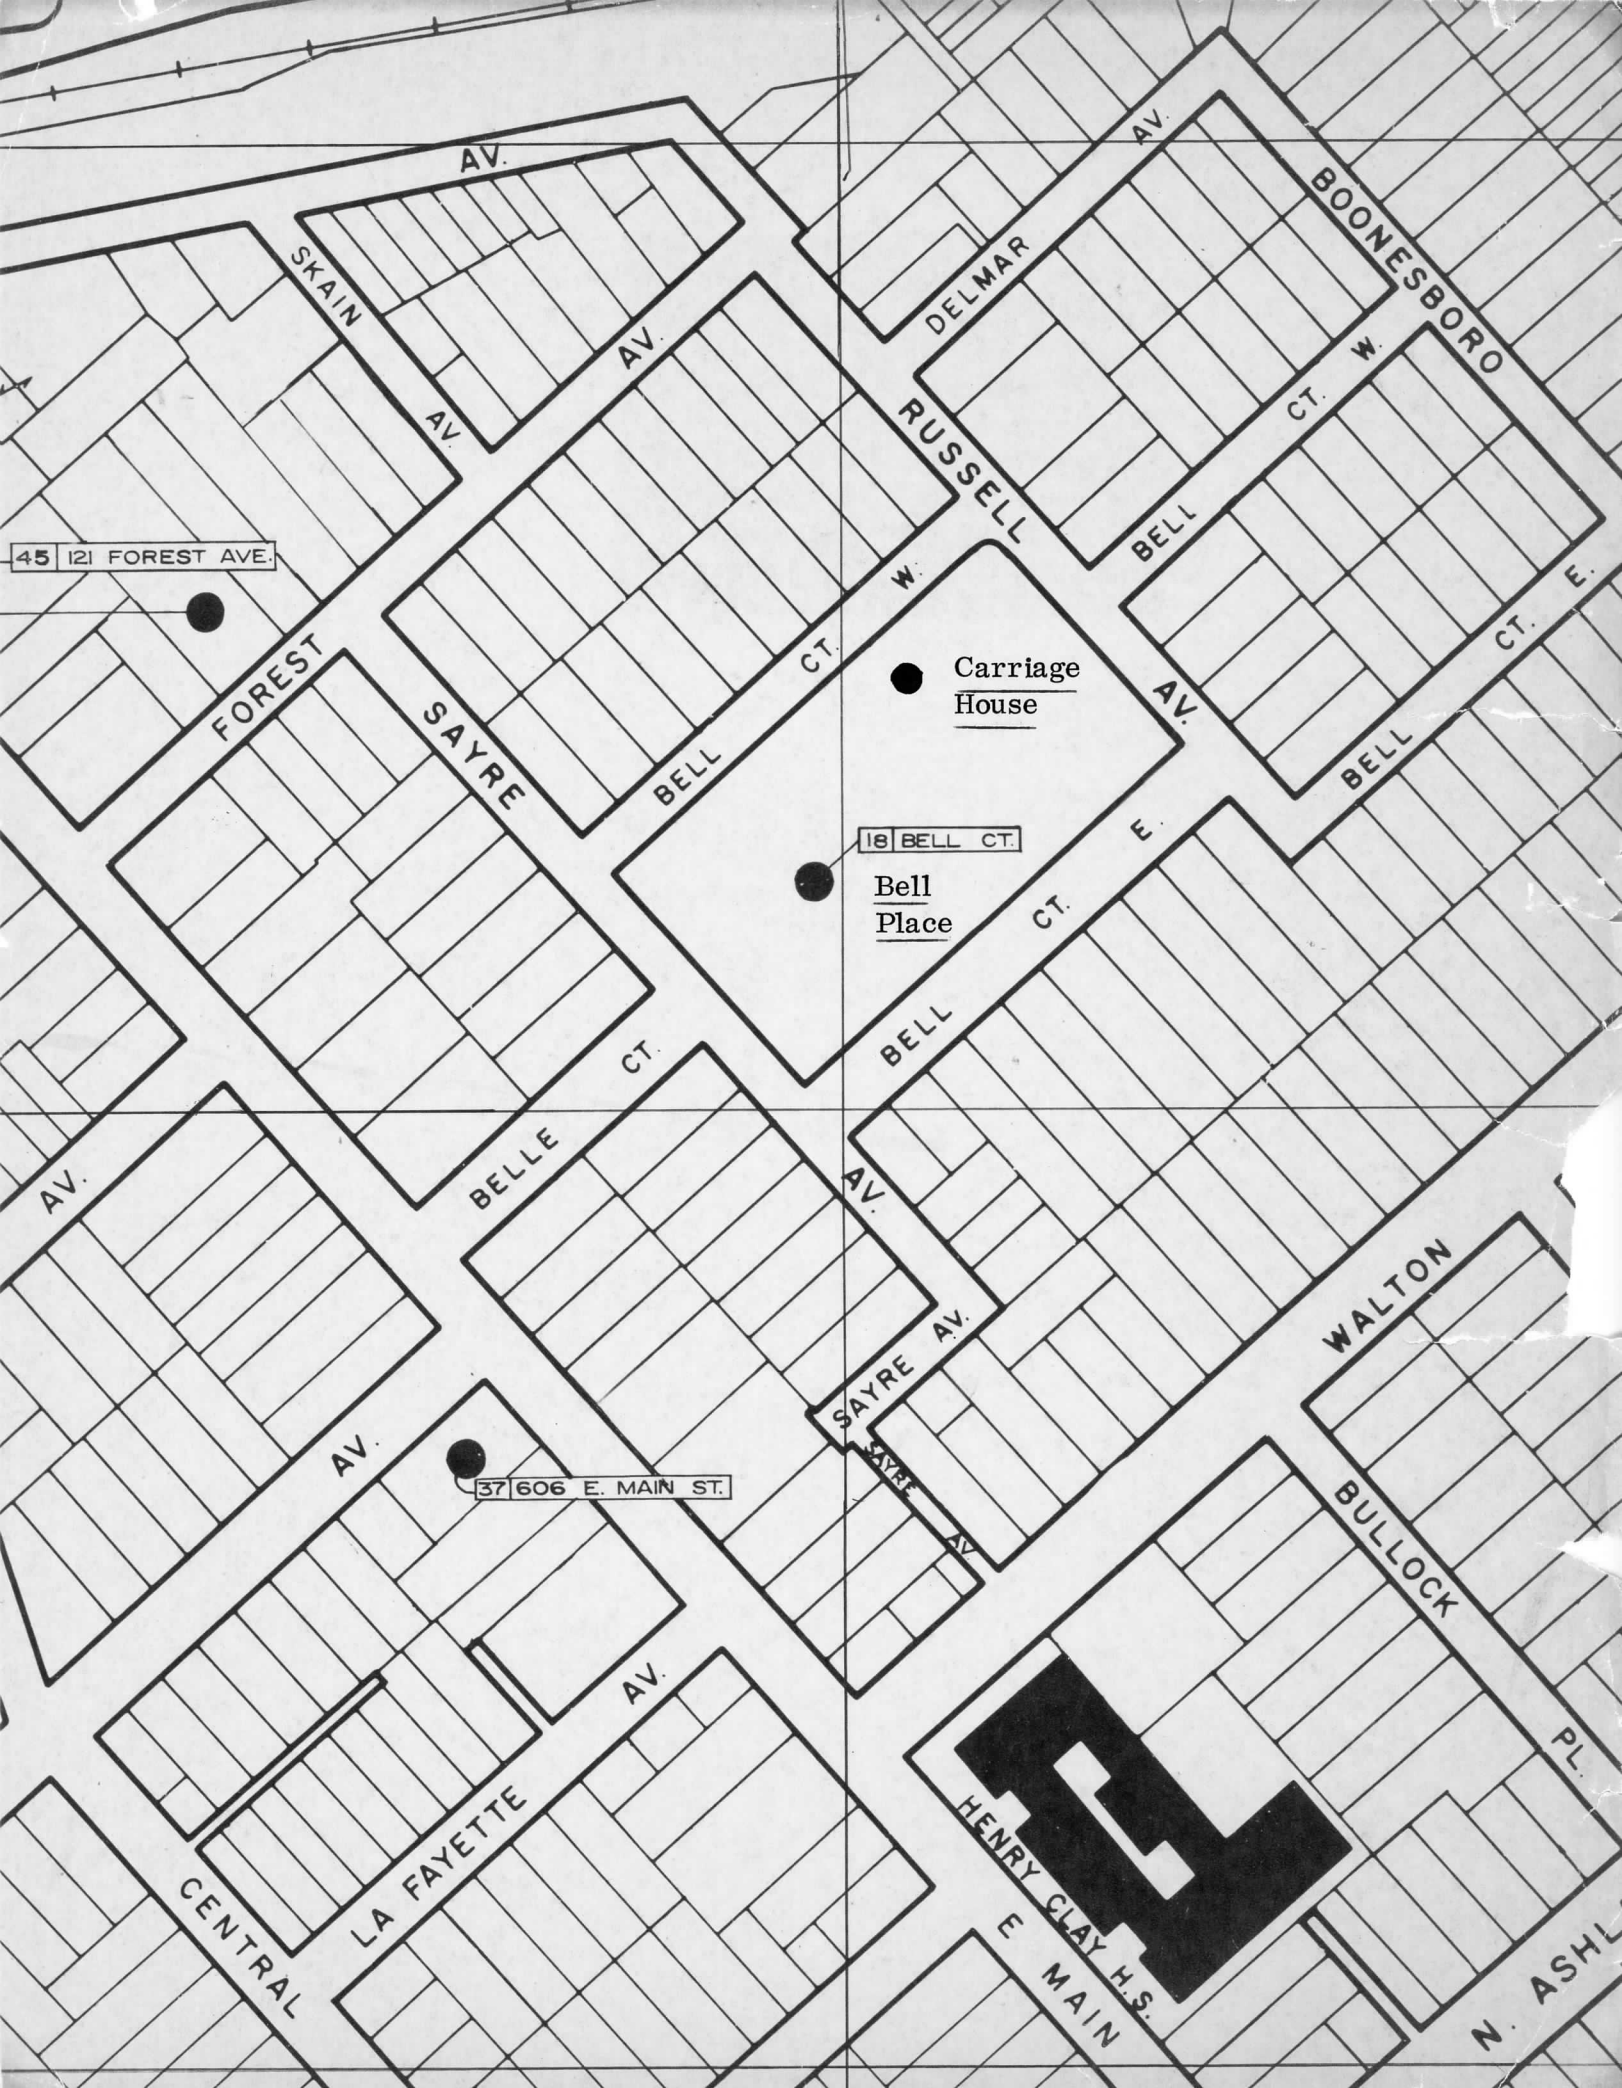 AV.
AV.
SKAIN
AV.
AV.
DELMAR
BOONESBORO
W.
CT.
BELL
RUSSELL
AV.
45 121 FOREST AVE.
FOREST
SAYRE
W.
CT.
BELL
E.
CT.
BELL
Carriage
House
18 BELL CT.
Bell
Place
E.
CT.
BELL
CT.
BELLE
AV.
AV.
WALTON
AV.
SAYRE
SAYRE
AV
AV.
37 606 E. MAIN ST.
BULLOCK
PL.
AV.
LA FAYETTE
CENTRAL
HENRY CLAY H.S.
E MAIN
N. ASHL